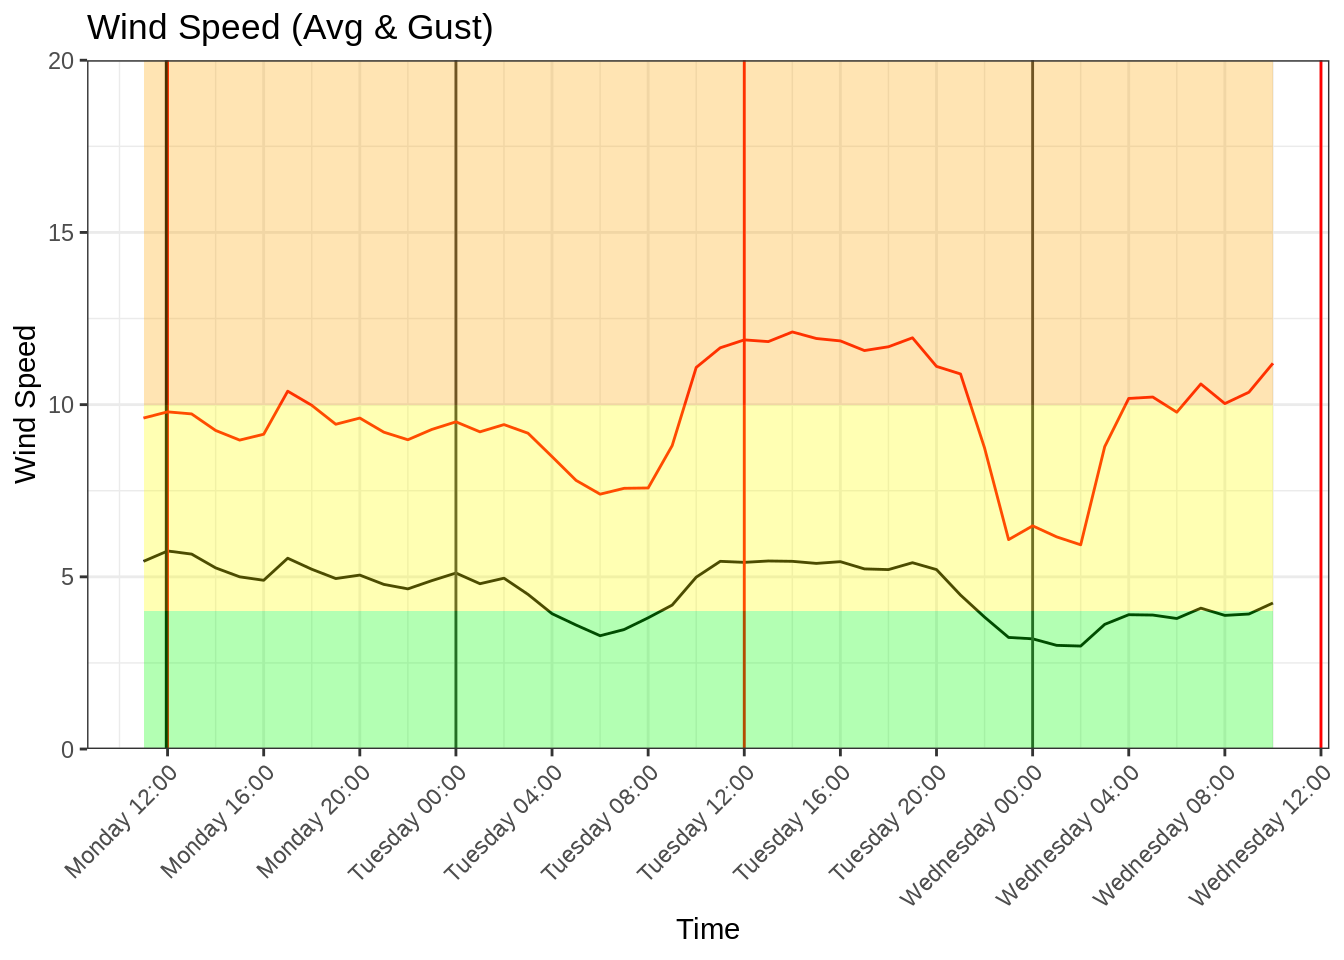 Wind Speed (Avg & Gust)
20
15
10
5
0
Wind Speed
Monday 12:00
Monday 16:00
Monday 20:00
Tuesday 00:00
Tuesday 04:00
Tuesday 08:00
Tuesday 12:00
Tuesday 16:00
Tuesday 20:00
Wednesday 00:00
Wednesday 04:00
Wednesday 08:00
Wednesday 12:00
Time